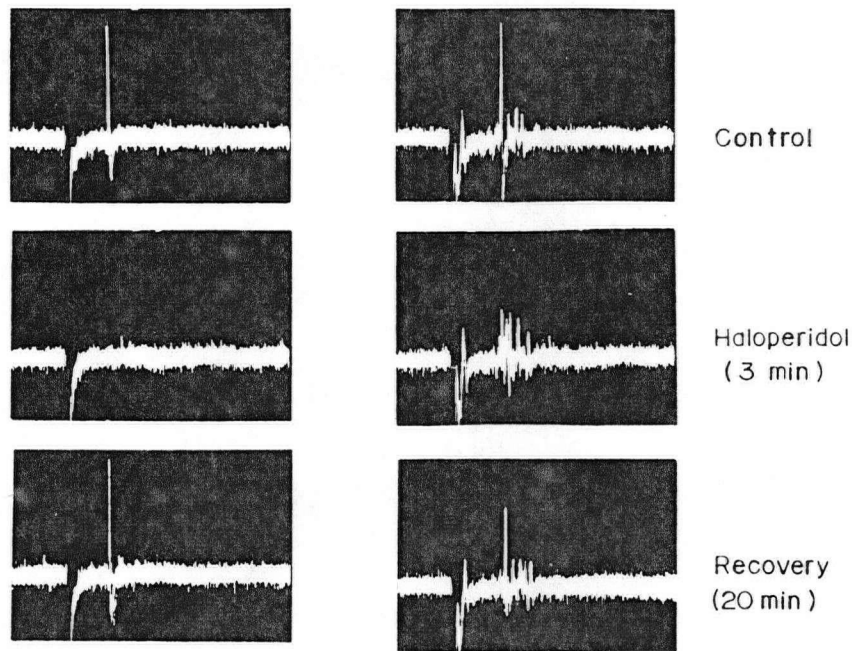 Control
Haloperidol
(3 min)
Recovery
(20 min)